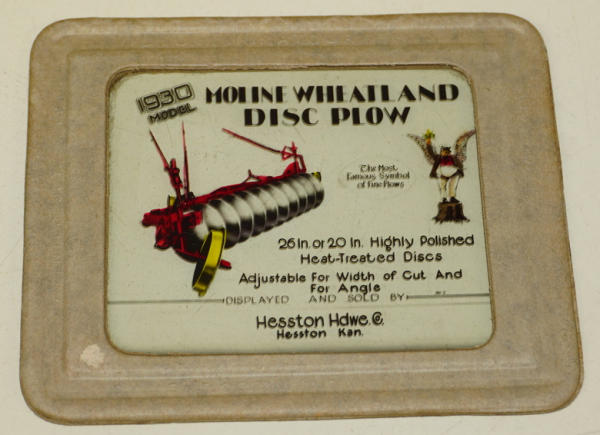 1930
MODEL
MOLINE WHEATLAND
DISC PLOW
The Most
Famous Symbol
of Fine Plows
26 In. or 20 In. Highly Polished
Heat-Treated Discs
Adjustable For Width of Cut And
For Angle
DISPLAYED AND SOLD BY
Hesston Hdwe. Co.
Hesston Kan.